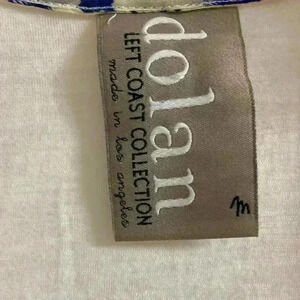 dolan
LEFT COAST COLLECTION
made in los angeles
m